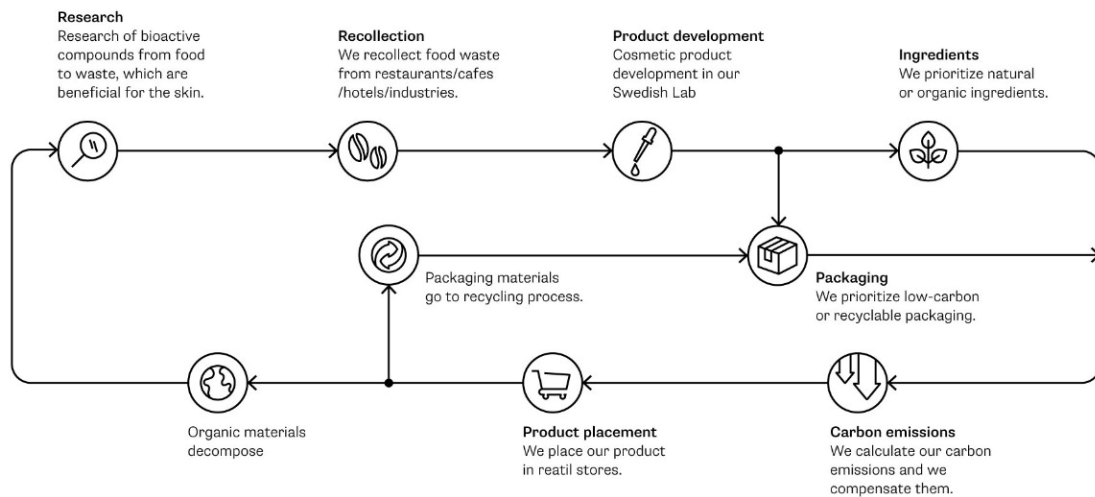 Research
Research of bioactive
compounds from food
to waste, which are
beneficial for the skin.
Recollection
We recollect food waste
from restaurants/cafes
/hotels/industries.
Product development
Cosmetic product
development in our
Swedish Lab
Ingredients
We prioritize natural
or organic ingredients.
Packaging materials
go to recycling process.
Packaging
We prioritize low-carbon
or recyclable packaging.
Organic materials
decompose
Product placement
We place our product
in reatil stores.
Carbon emissions
We calculate our carbon
emissions and we
compensate them.